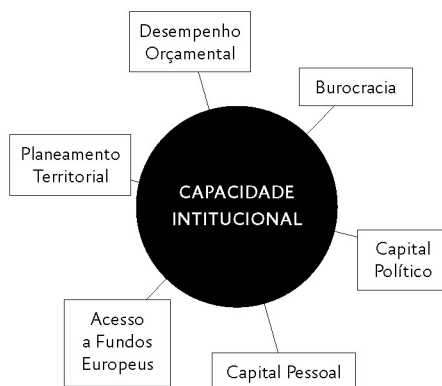 Desempenho
Orçamental
Burocracia
Planeamento
Territorial
CAPACIDADE
INTITUCIONAL
Capital
Político
Acesso
a Fundos
Europeus
Capital Pessoal